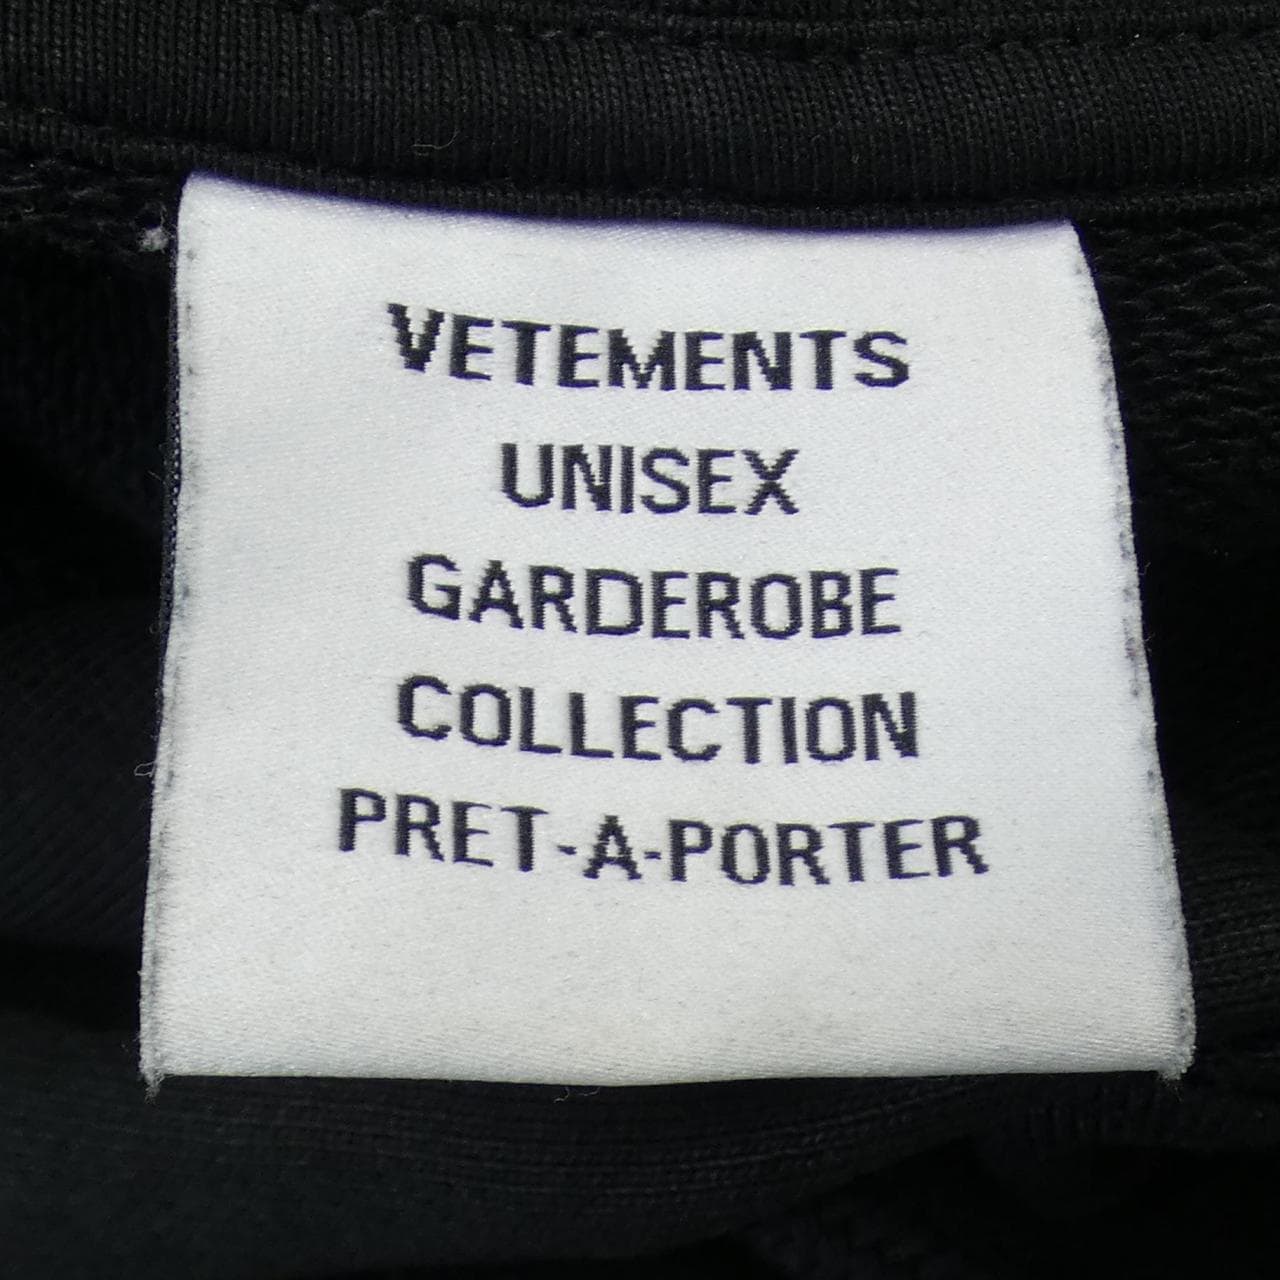 VETEMENTS
UNISEX
GARDEROBE
COLLECTION
PRET-A-PORTER